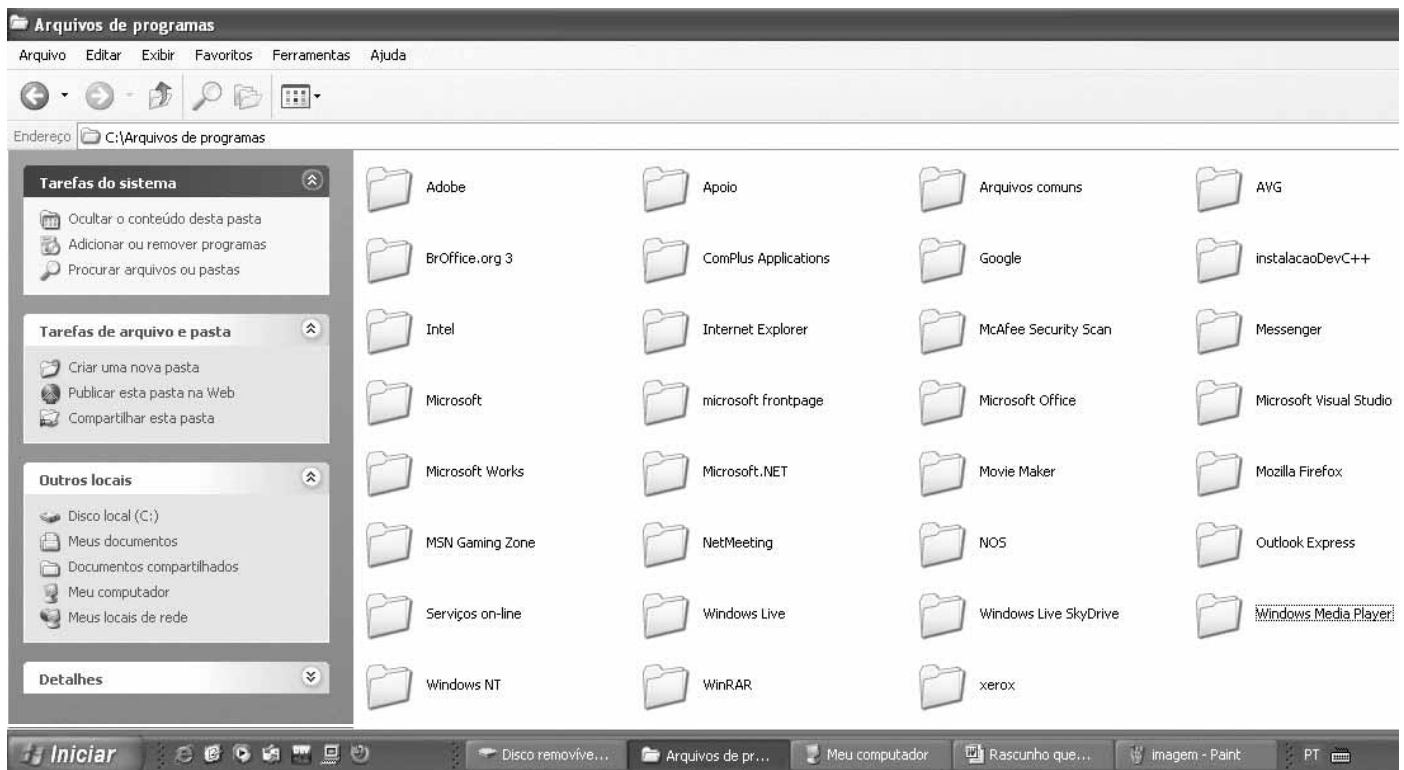 Arquivos de programas
Arquivo Editar Exibir Favoritos Ferramentas Ajuda
Endereço C:\Arquivos de programas
Tarefas do sistema
Ocultar o conteúdo desta pasta
Adicionar ou remover programas
Procurar arquivos ou pastas
Tarefas de arquivo e pasta
Criar uma nova pasta
Publicar esta pasta na Web
Compartilhar esta pasta
Outros locais
Disco local (C:)
Meus documentos
Documentos compartilhados
Meu computador
Meus locais de rede
Detalhes
Adobe Apoio Arquivos comuns AVG
BrOffice.org 3 ComPlus Applications Google instalacaoDevC++
Intel Internet Explorer McAfee Security Scan Messenger
Microsoft microsoft frontpage Microsoft Office Microsoft Visual Studio
Microsoft Works Microsoft.NET Movie Maker Mozilla Firefox
MSN Gaming Zone NetMeeting NOS Outlook Express
Serviços on-line Windows Live Windows Live SkyDrive Windows Media Player
Windows NT WinRAR xerox
Iniciar Disco removíve... Arquivos de pr... Meu computador Rascunho que... imagem - Paint PT